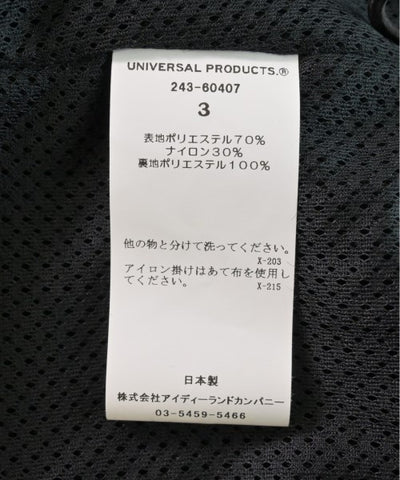 UNIVERSAL PRODUCTS.®
243-60407
3
表地ポリエステル70%
ナイロン30%
裏地ポリエステル100%
他の物と分けて洗ってください。
X-203
アイロン掛けはあて布を使用し
てください。
X-215
日本製
株式会社アイディーランドカンパニー
03-5459-5466